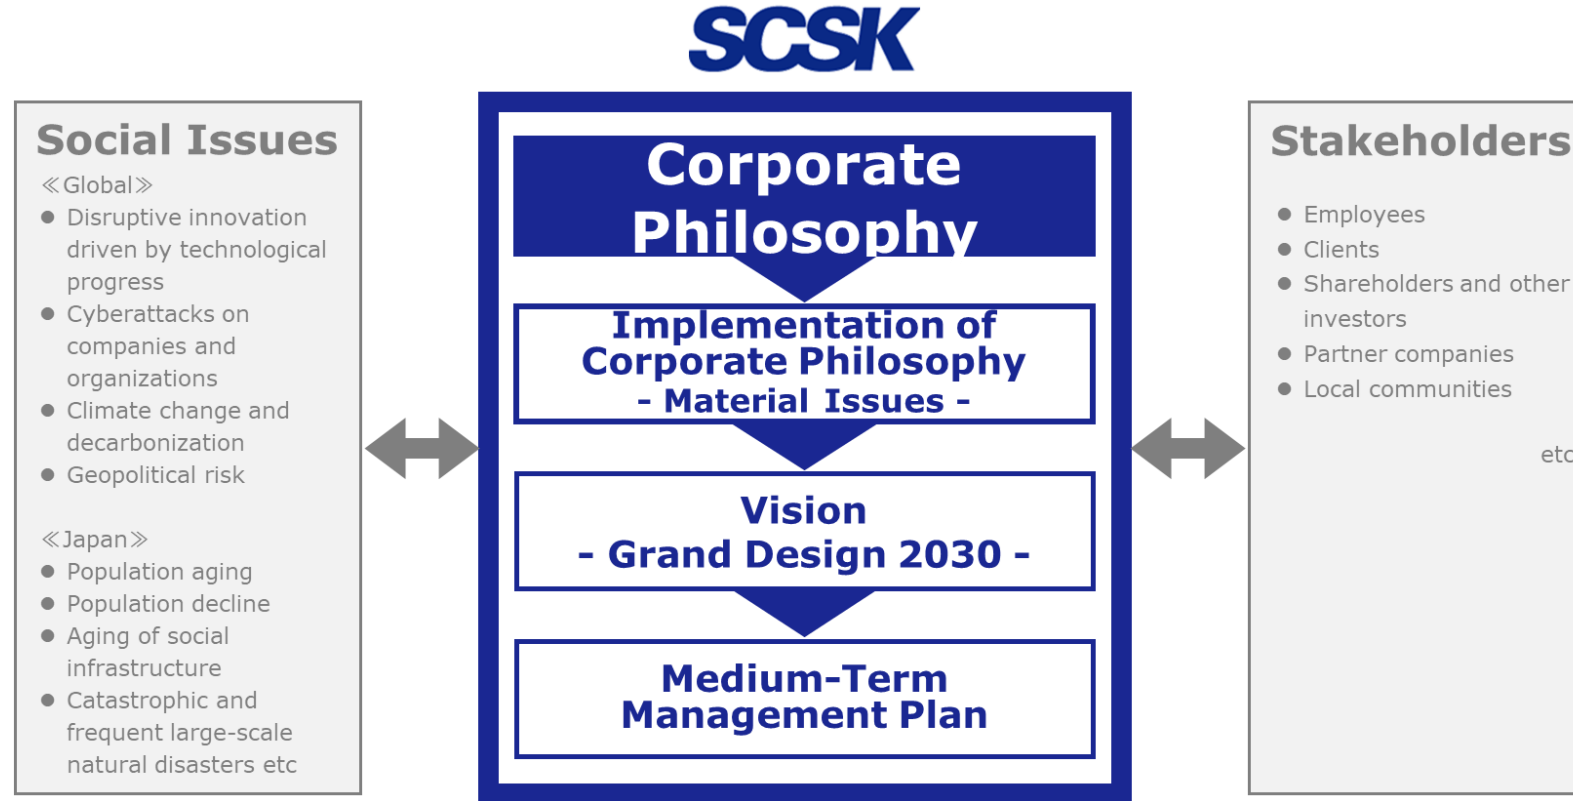 SCSK
Social Issues
≪Global≫
● Disruptive innovation
driven by technological
progress
● Cyberattacks on
companies and
organizations
● Climate change and
decarbonization
● Geopolitical risk
≪Japan≫
● Population aging
● Population decline
● Aging of social
infrastructure
● Catastrophic and
frequent large-scale
natural disasters etc
Corporate
Philosophy
Implementation of
Corporate Philosophy
- Material Issues -
Vision
- Grand Design 2030 -
Medium-Term
Management Plan
Stakeholders
● Employees
● Clients
● Shareholders and other
investors
● Partner companies
● Local communities
etc